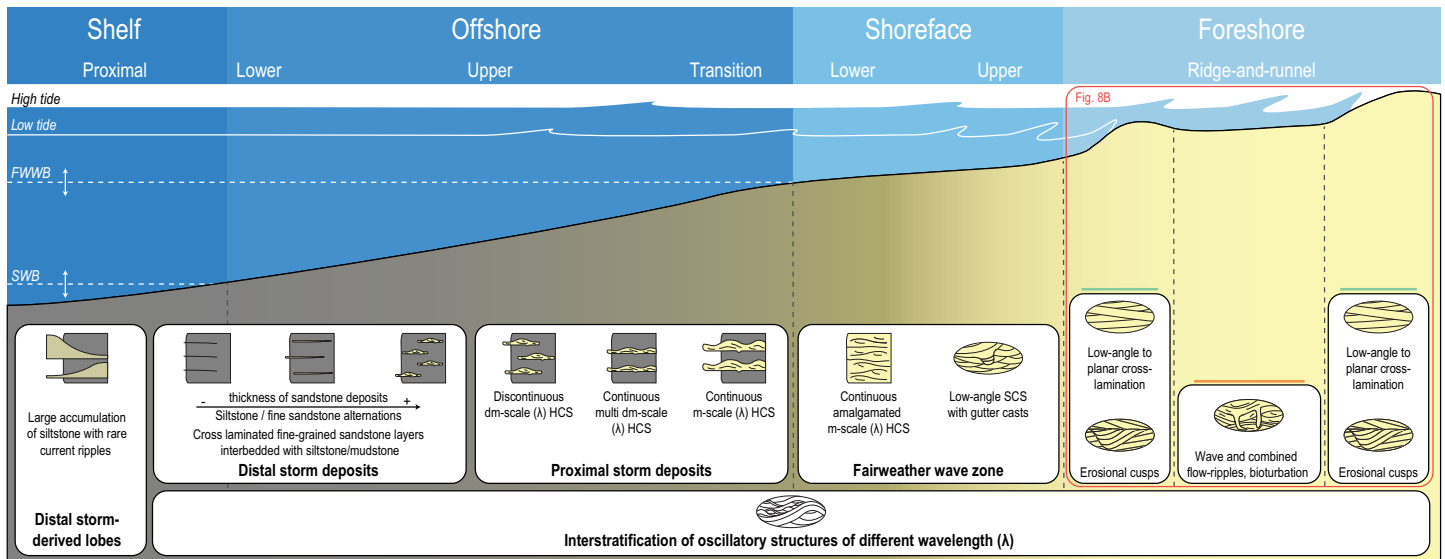 Shelf
Offshore
Shoreface
Foreshore
Proximal
Lower
Upper
Transition
Lower
Upper
Ridge-and-runnel
High tide
Fig. 8B
Low tide
FWWB
SWB
Large accumulation
of siltstone with rare
current ripples
Distal storm-
derived lobes
- thickness of sandstone deposits +
Siltstone / fine sandstone alternations
Cross laminated fine-grained sandstone layers
interbedded with siltstone/mudstone
Distal storm deposits
Discontinuous
dm-scale (λ) HCS
Continuous
multi dm-scale
(λ) HCS
Continuous
m-scale (λ) HCS
Proximal storm deposits
Continuous
amalgamated
m-scale (λ) HCS
Low-angle SCS
with gutter casts
Fairweather wave zone
Low-angle to
planar cross-
lamination
Erosional cusps
Wave and combined
flow-ripples, bioturbation
Low-angle to
planar cross-
lamination
Erosional cusps
Interstratification of oscillatory structures of different wavelength (λ)